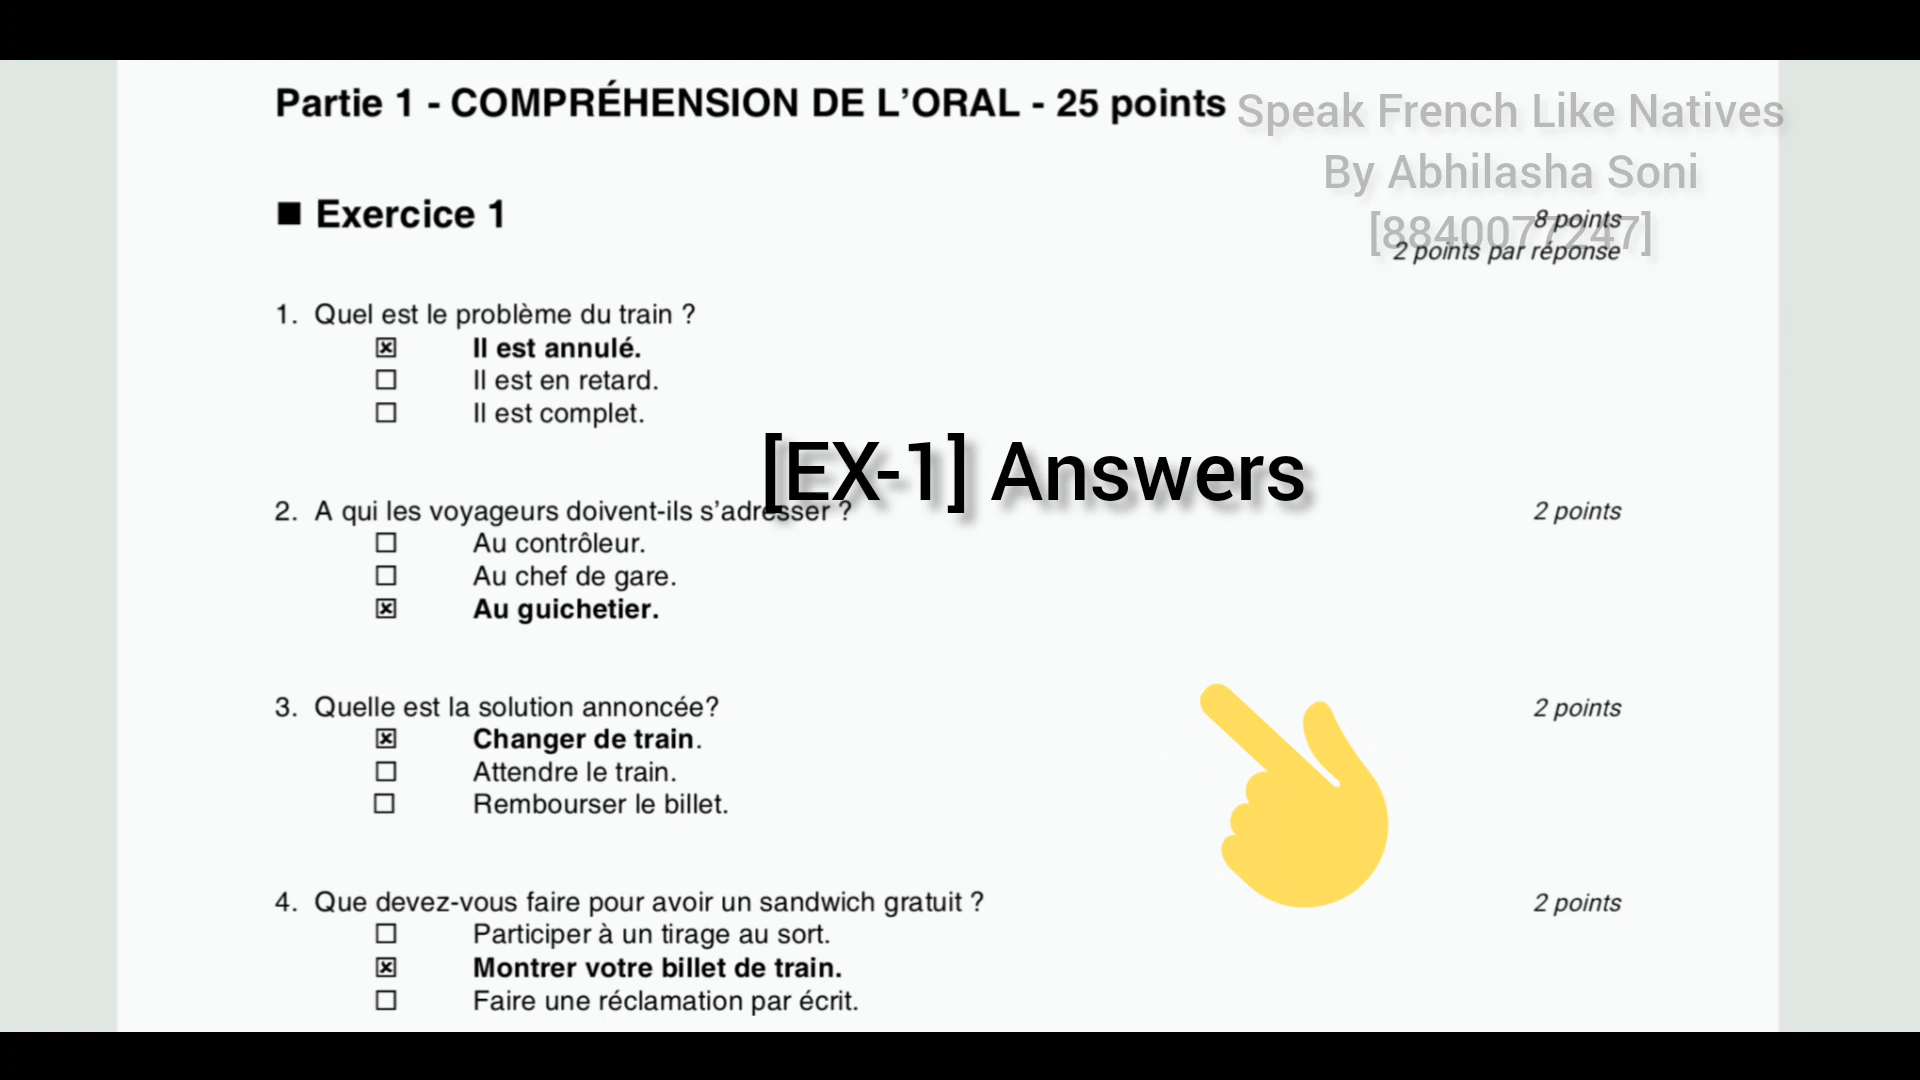 Partie 1 - COMPRÉHENSION DE L’ORAL - 25 points
Speak French Like Natives
By Abhilasha Soni
[8840077247]
■ Exercice 1
8 points
2 points par réponse
1. Quel est le problème du train ?
☒ Il est annulé.
☐ Il est en retard.
☐ Il est complet.
[EX-1] Answers
2. A qui les voyageurs doivent-ils s’adresser ? 2 points
☐ Au contrôleur.
☐ Au chef de gare.
☒ Au guichetier.
3. Quelle est la solution annoncée? 2 points
☒ Changer de train.
☐ Attendre le train.
☐ Rembourser le billet.
4. Que devez-vous faire pour avoir un sandwich gratuit ? 2 points
☐ Participer à un tirage au sort.
☒ Montrer votre billet de train.
☐ Faire une réclamation par écrit.